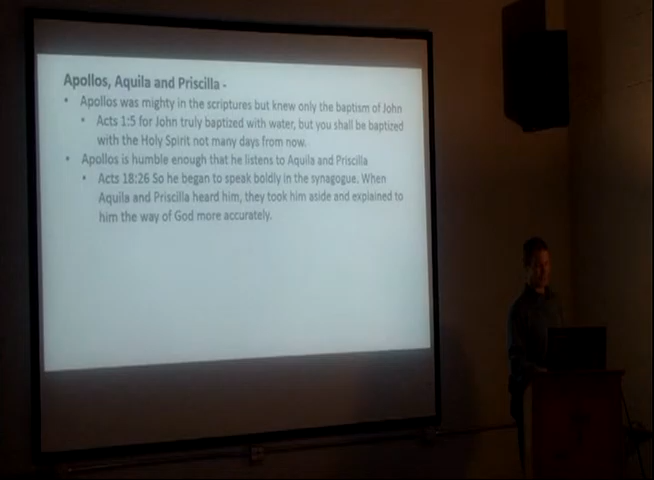 Apollos, Aquila and Priscilla -
• Apollos was mighty in the scriptures but knew only the baptism of John
• Acts 1:5 for John truly baptized with water, but you shall be baptized
with the Holy Spirit not many days from now.
• Apollos is humble enough that he listens to Aquila and Priscilla
• Acts 18:26 So he began to speak boldly in the synagogue. When
Aquila and Priscilla heard him, they took him aside and explained to
him the way of God more accurately.